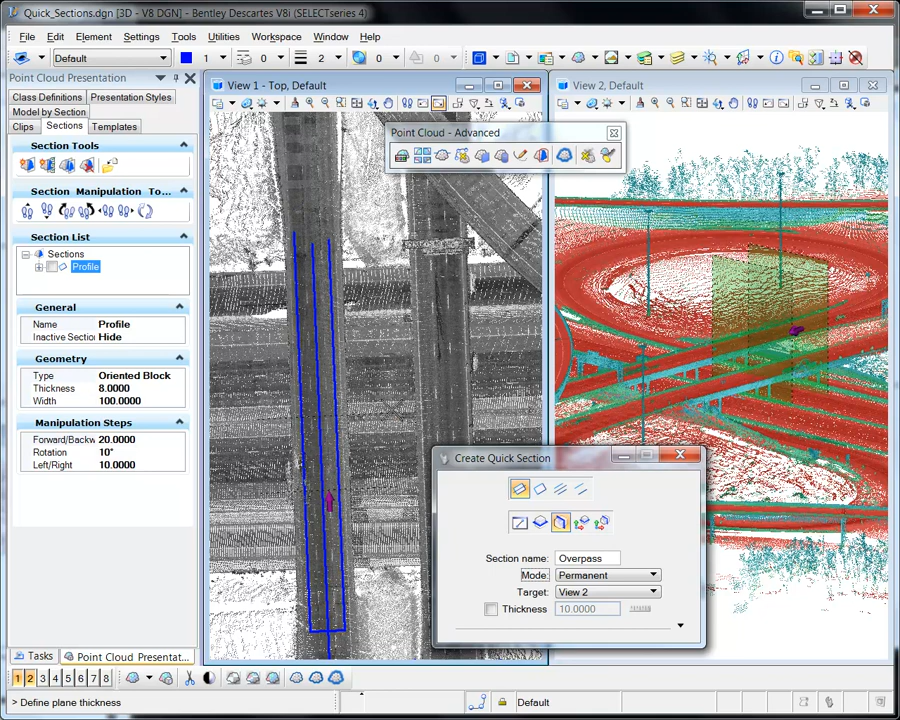 Quick_Sections.dgn [3D - V8 DGN] - Bentley Descartes V8i (SELECTseries 4)
File Edit Element Settings Tools Utilities Workspace Window Help
Default 1 0 2 0 0
Point Cloud Presentation
Class Definitions Presentation Styles
Model by Section
Clips Sections Templates
Section Tools
Section Manipulation To...
Section List
Sections
Profile
General
Name Profile
Inactive Section Hide
Geometry
Type Oriented Block
Thickness 8.0000
Width 100.0000
Manipulation Steps
Forward/Backw 20.0000
Rotation 10°
Left/Right 10.0000
Tasks Point Cloud Presentat...
View 1 - Top, Default
Point Cloud - Advanced
View 2, Default
Create Quick Section
Section name: Overpass
Mode: Permanent
Target: View 2
Thickness 10.0000
1 2 3 4 5 6 7 8
> Define plane thickness
Default